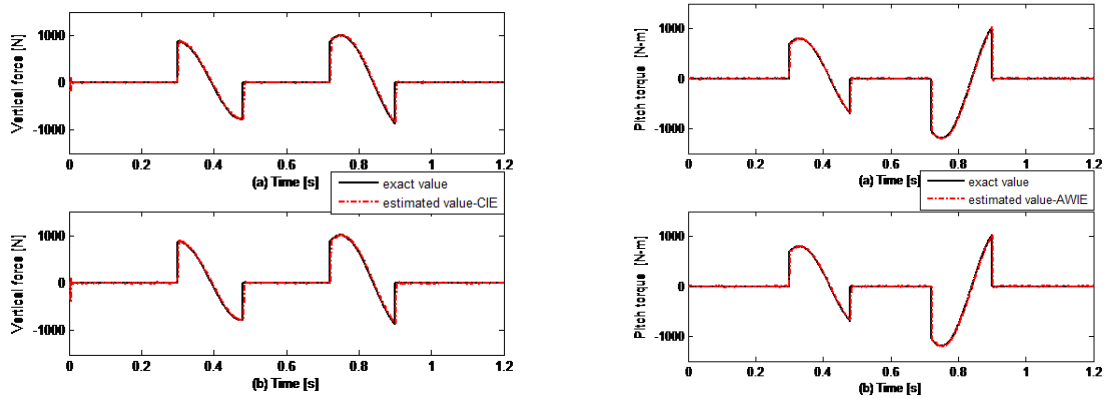 Vertical force [N]
1000
0
-1000
0 0.2 0.4 0.6 0.8 1 1.2
(a) Time [s]
exact value
estimated value-CIE
Vertical force [N]
1000
0
-1000
0 0.2 0.4 0.6 0.8 1 1.2
(b) Time [s]
Pitch torque [N·m]
1000
0
-1000
0 0.2 0.4 0.6 0.8 1 1.2
(a) Time [s]
exact value
estimated value-AWIE
Pitch torque [N·m]
1000
0
-1000
0 0.2 0.4 0.6 0.8 1 1.2
(b) Time [s]